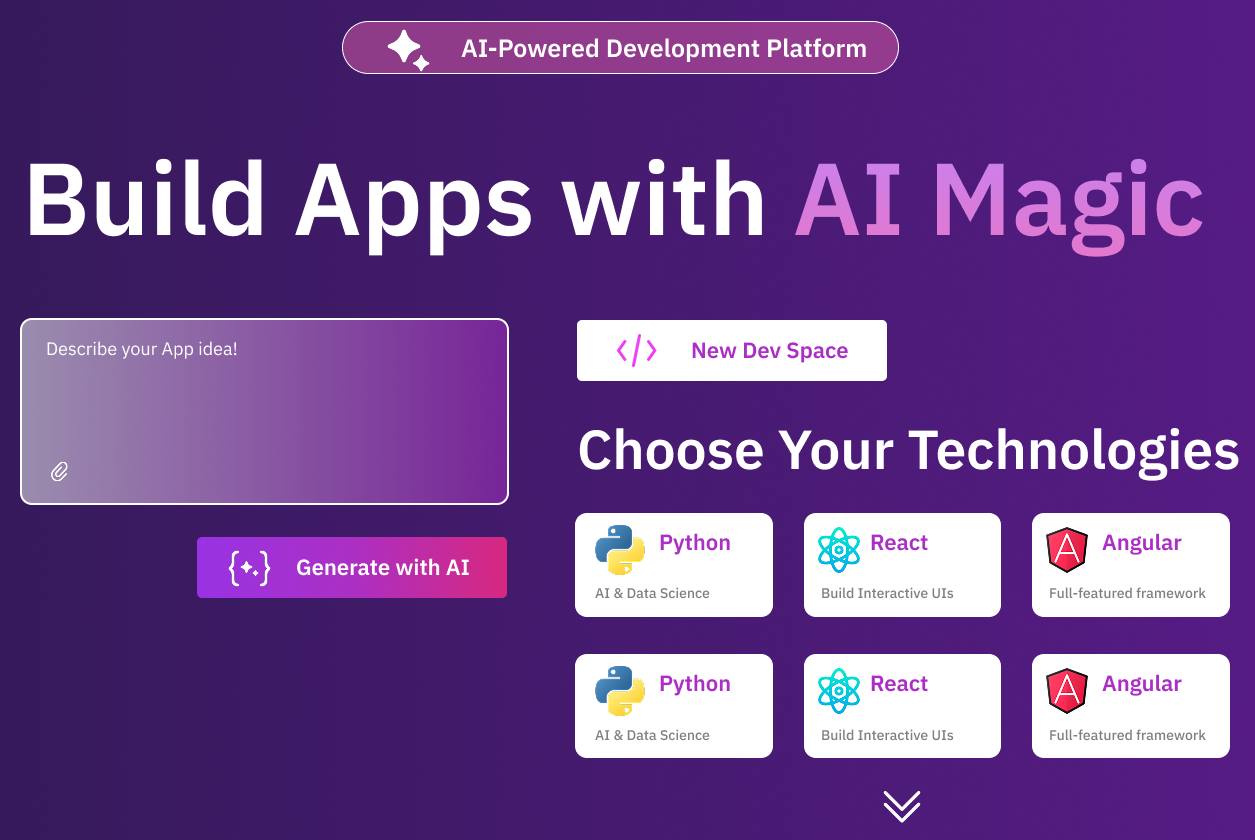 AI-Powered Development Platform
Build Apps with AI Magic
Describe your App idea!
Generate with AI
New Dev Space
Choose Your Technologies
Python
AI & Data Science
React
Build Interactive UIs
Angular
Full-featured framework
Python
AI & Data Science
React
Build Interactive UIs
Angular
Full-featured framework